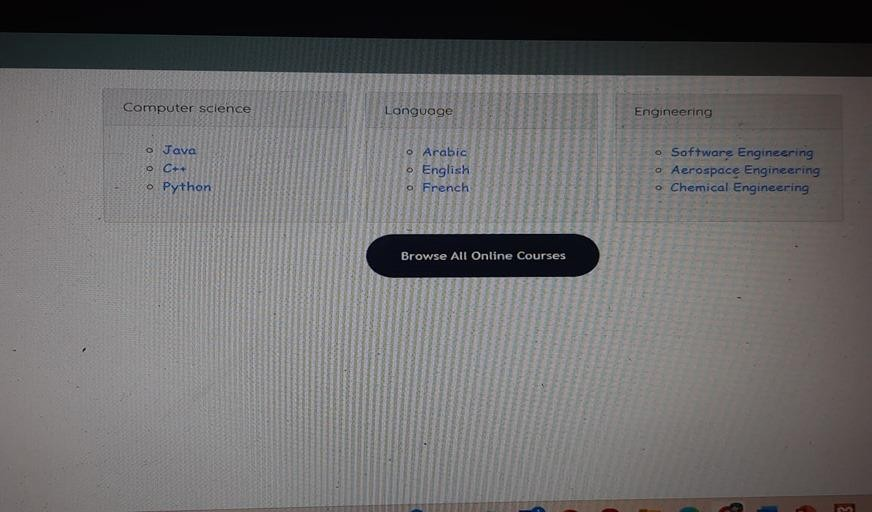 Computer science
Java
C++
Python
Language
Arabic
English
French
Engineering
Software Engineering
Aerospace Engineering
Chemical Engineering
Browse All Online Courses